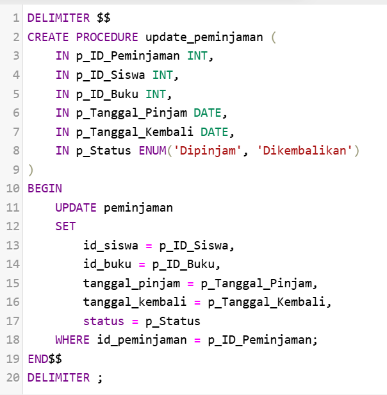 1 DELIMITER $$
2 CREATE PROCEDURE update_peminjaman (
3     IN p_ID_Peminjaman INT,
4     IN p_ID_Siswa INT,
5     IN p_ID_Buku INT,
6     IN p_Tanggal_Pinjam DATE,
7     IN p_Tanggal_Kembali DATE,
8     IN p_Status ENUM('Dipinjam', 'Dikembalikan')
9 )
10 BEGIN
11     UPDATE peminjaman
12     SET
13         id_siswa = p_ID_Siswa,
14         id_buku = p_ID_Buku,
15         tanggal_pinjam = p_Tanggal_Pinjam,
16         tanggal_kembali = p_Tanggal_Kembali,
17         status = p_Status
18     WHERE id_peminjaman = p_ID_Peminjaman;
19 END$$
20 DELIMITER ;